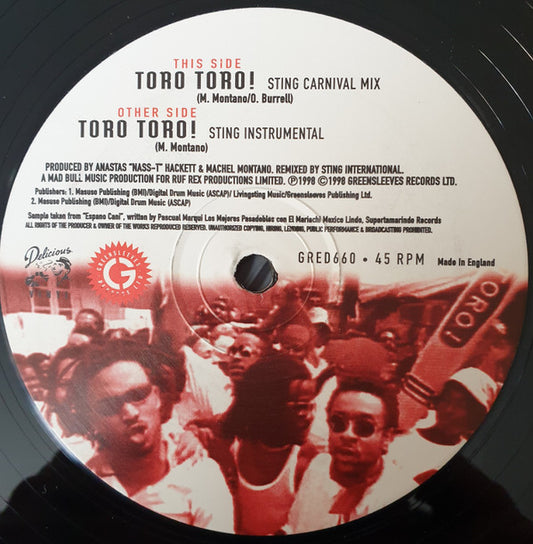 THIS SIDE
TORO TORO! STING CARNIVAL MIX
(M. Montano/O. Burrell)
OTHER SIDE
TORO TORO! STING INSTRUMENTAL
(M. Montano)
PRODUCED BY ANASTAS "NASS-T" HACKETT & MACHEL MONTANO. REMIXED BY STING INTERNATIONAL.
A MAD BULL MUSIC PRODUCTION FOR RUF REX PRODUCTIONS LIMITED. ℗1998 ©1998 GREENSLEEVES RECORDS LTD.
Publishers: 1. Masuso Publishing (BMI)/Digital Drum Music (ASCAP)/ Livingsting Music/Greensleeves Publishing Ltd.
2. Masuso Publishing (BMI)/Digital Drum Music (ASCAP)
Sample taken from "Espano Cani", written by Pascual Marqui Los Mejores Pasadobles con El Mariachi Mexico Lindo, Supertamarindo Records
ALL RIGHTS OF THE PRODUCER & OWNER OF THE WORKS REPRODUCED RESERVED. UNAUTHORIZED COPYING, HIRING, LENDING, PUBLIC PERFORMANCE & BROADCASTING PROHIBITED.
Delicious
GREENSLEEVES
G
GRED660 • 45 RPM Made in England
ORO!